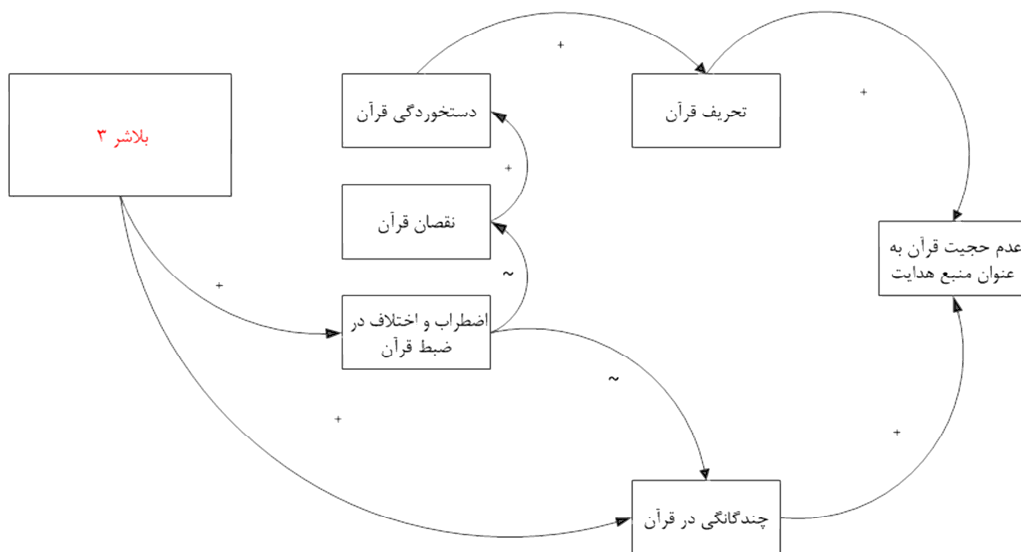 بلاشر ۳
دستخوردگی قرآن
تحریف قرآن
نقصان قرآن
عدم حجیت قرآن به
عنوان منبع هدایت
اضطراب و اختلاف در
ضبط قرآن
چندگانگی در قرآن
+
+
+
~
+
~
+
+